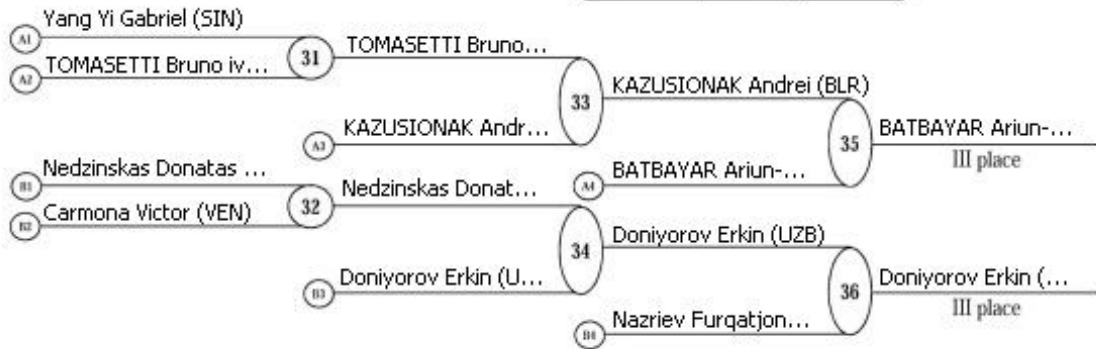 Yang Yi Gabriel (SIN)
A1
31
TOMASETTI Bruno...
TOMASETTI Bruno iv...
A2
33
KAZUSIONAK Andrei (BLR)
KAZUSIONAK Andr...
A3
35
BATBAYAR Ariun-...
III place
BATBAYAR Ariun-...
A4
Nedzinskas Donatas ...
B1
32
Nedzinskas Donat...
Carmona Victor (VEN)
B2
34
Doniyorov Erkin (UZB)
Doniyorov Erkin (U...
B3
36
Doniyorov Erkin (...
III place
Nazriev Furqatjon...
B4